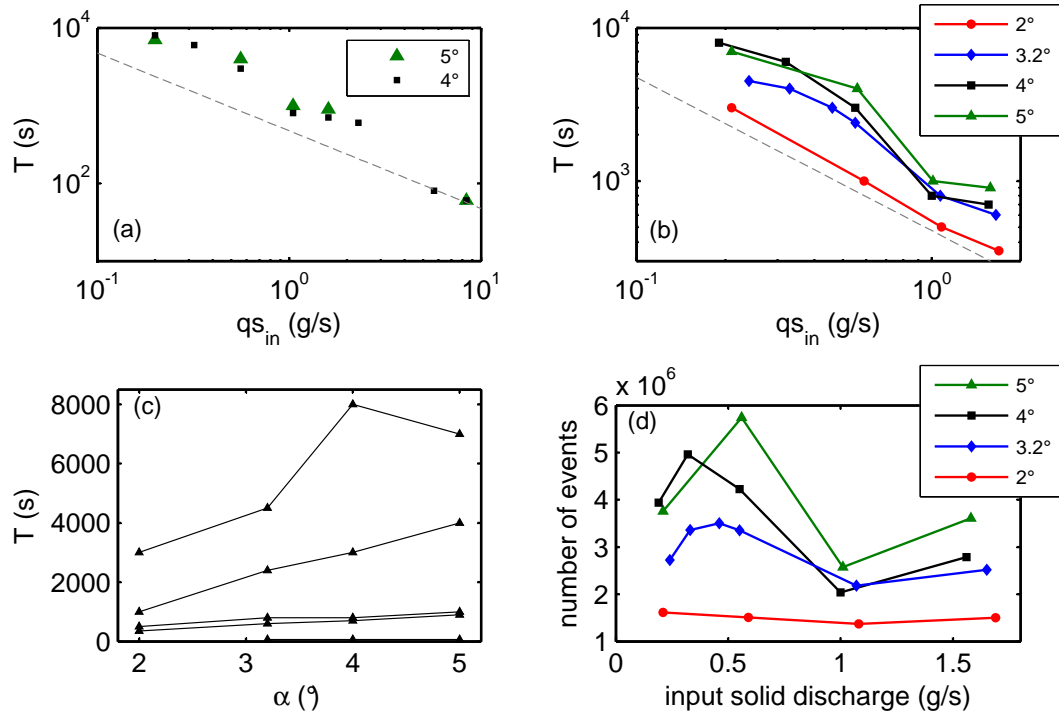 10^4
10^2
T (s)
(a)
5°
4°
10^-1
10^0
10^1
qs_in (g/s)
10^4
10^3
T (s)
(b)
2°
3.2°
4°
5°
10^-1
10^0
qs_in (g/s)
(c)
8000
6000
4000
2000
0
T (s)
2
3
4
5
α (°)
x 10^6
(d)
6
5
4
3
2
1
number of events
5°
4°
3.2°
2°
0
0.5
1
1.5
input solid discharge (g/s)